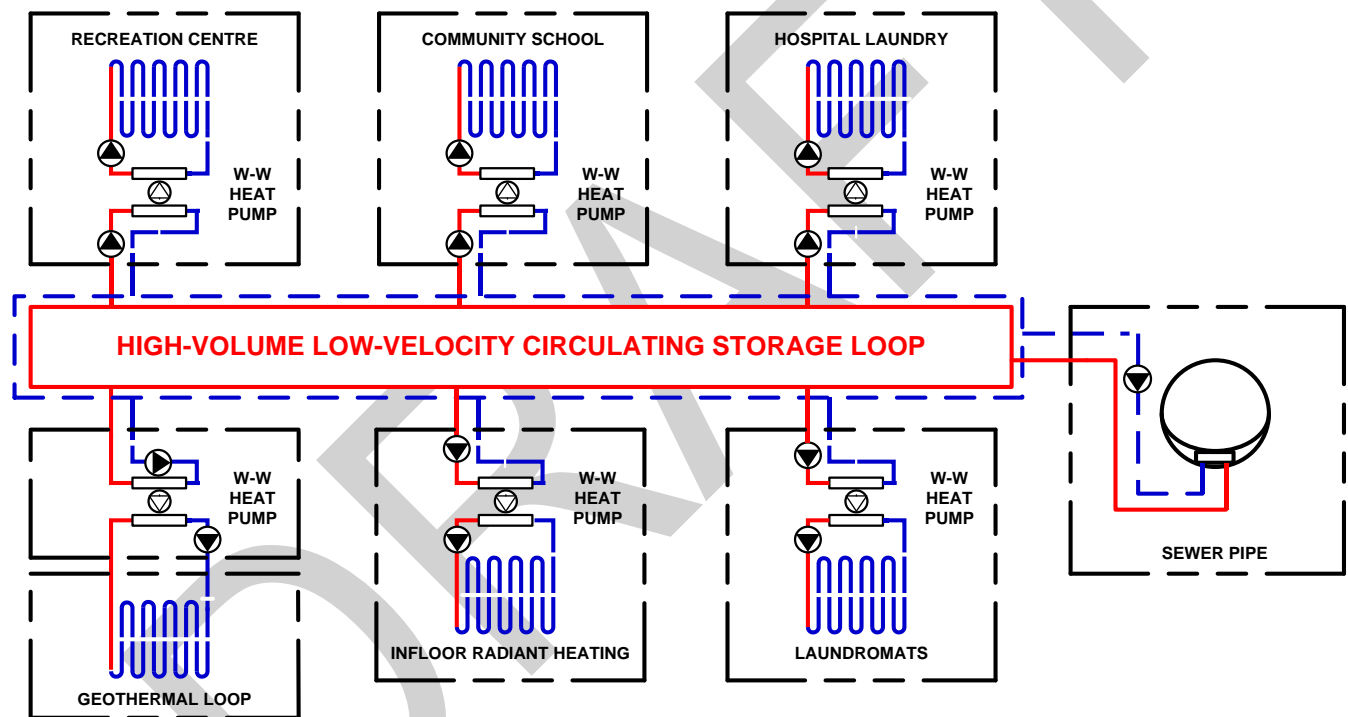 RECREATION CENTRE
COMMUNITY SCHOOL
HOSPITAL LAUNDRY
W-W
HEAT
PUMP
W-W
HEAT
PUMP
W-W
HEAT
PUMP
HIGH-VOLUME LOW-VELOCITY CIRCULATING STORAGE LOOP
W-W
HEAT
PUMP
W-W
HEAT
PUMP
W-W
HEAT
PUMP
SEWER PIPE
INFLOOR RADIANT HEATING
LAUNDROMATS
GEOTHERMAL LOOP
DRAFT